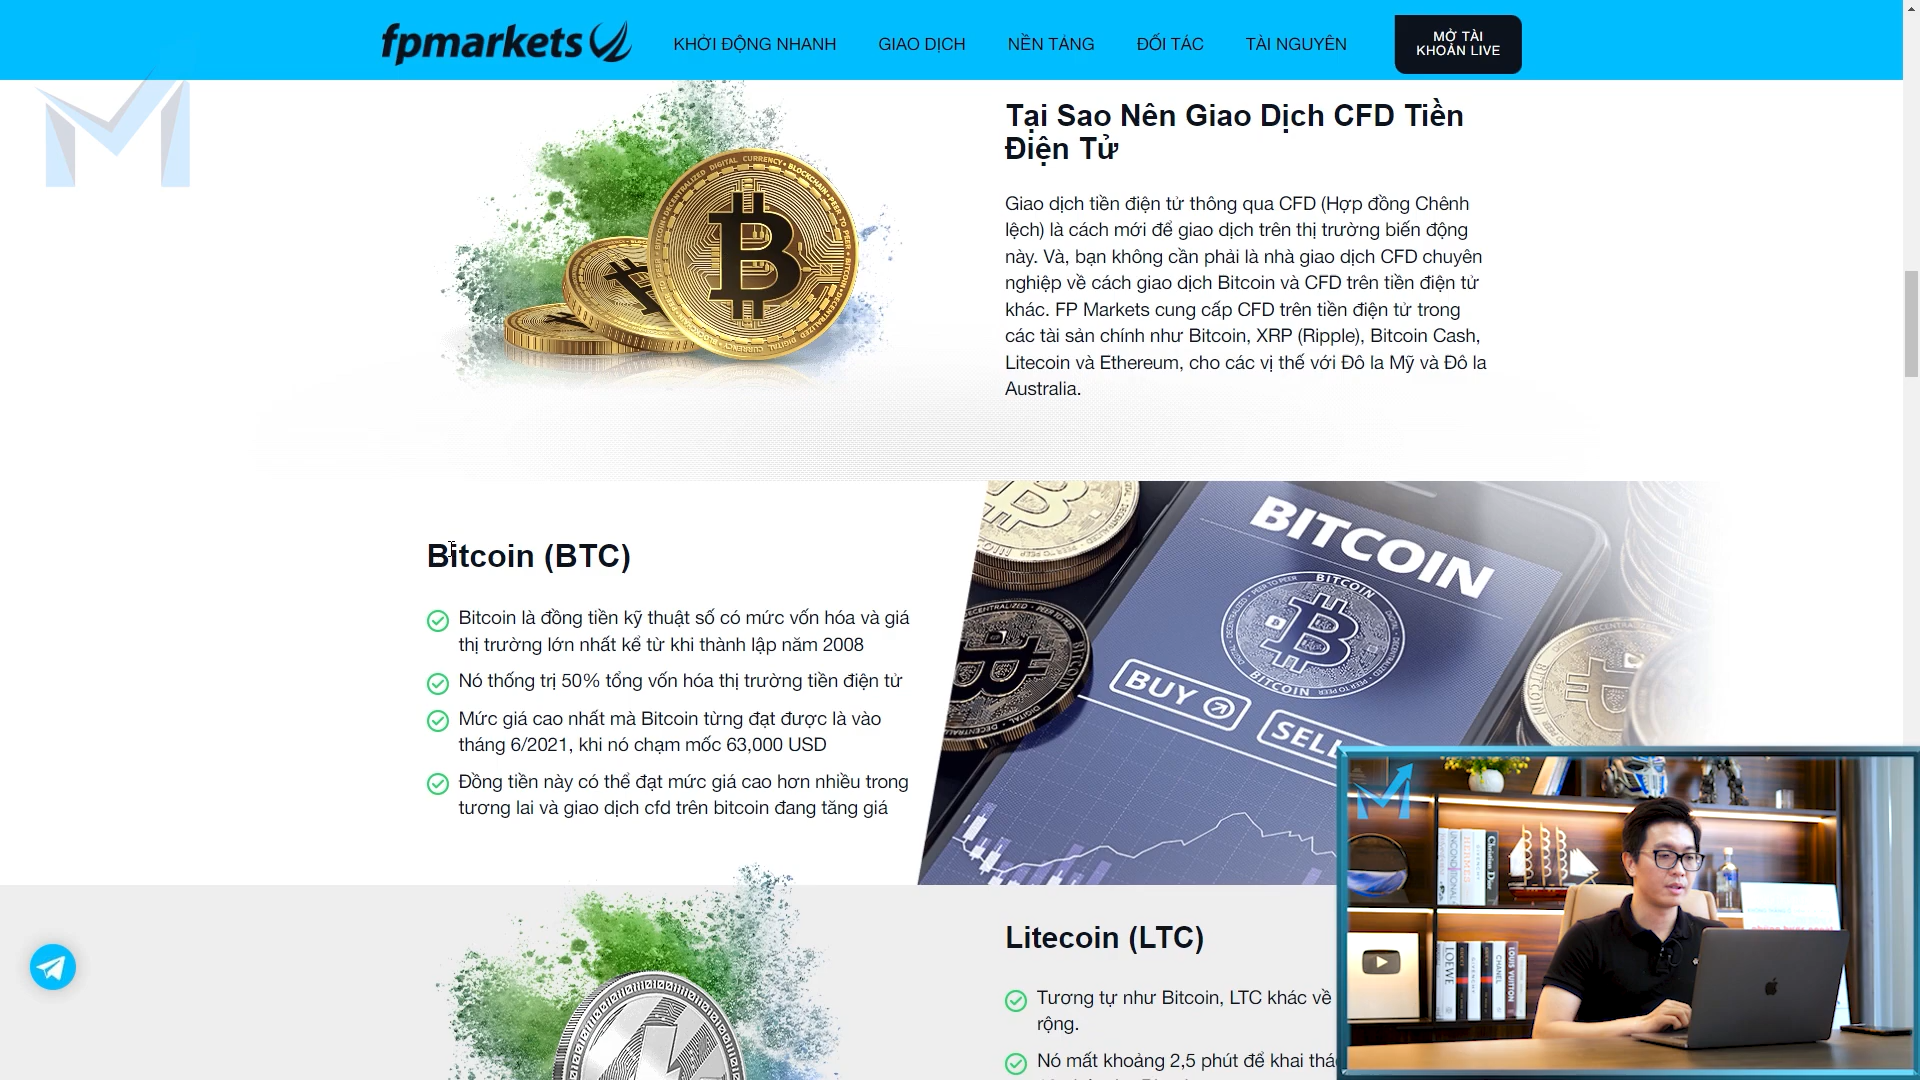 fpmarkets
KHỞI ĐỘNG NHANH
GIAO DỊCH
NỀN TẢNG
ĐỐI TÁC
TÀI NGUYÊN
MỞ TÀI
KHOẢN LIVE
Tại Sao Nên Giao Dịch CFD Tiền
Điện Tử
Giao dịch tiền điện tử thông qua CFD (Hợp đồng Chênh
lệch) là cách mới để giao dịch trên thị trường biến động
này. Và, bạn không cần phải là nhà giao dịch CFD chuyên
nghiệp về cách giao dịch Bitcoin và CFD trên tiền điện tử
khác. FP Markets cung cấp CFD trên tiền điện tử trong
các tài sản chính như Bitcoin, XRP (Ripple), Bitcoin Cash,
Litecoin và Ethereum, cho các vị thế với Đô la Mỹ và Đô la
Australia.
Bitcoin (BTC)
Bitcoin là đồng tiền kỹ thuật số có mức vốn hóa và giá
thị trường lớn nhất kể từ khi thành lập năm 2008
Nó thống trị 50% tổng vốn hóa thị trường tiền điện tử
Mức giá cao nhất mà Bitcoin từng đạt được là vào
tháng 6/2021, khi nó chạm mốc 63,000 USD
Đồng tiền này có thể đạt mức giá cao hơn nhiều trong
tương lai và giao dịch cfd trên bitcoin đang tăng giá
BITCOIN
BITCOIN
BITCOIN
BUY
SELL
Litecoin (LTC)
Tương tự như Bitcoin, LTC khác về
rộng.
Nó mất khoảng 2,5 phút để khai thá
HERMES
Christian Dior
LOEWE
GIVENCHY
CHANEL
LOUIS VUITTON